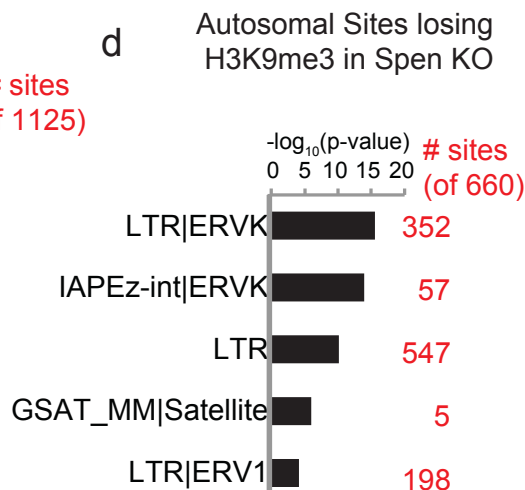 d
Autosomal Sites losing
H3K9me3 in Spen KO
sites
1125)
-log₁₀(p-value)
# sites
(of 660)
0 5 10 15 20
LTR|ERVK 352
IAPEz-int|ERVK 57
LTR 547
GSAT_MM|Satellite 5
LTR|ERV1 198